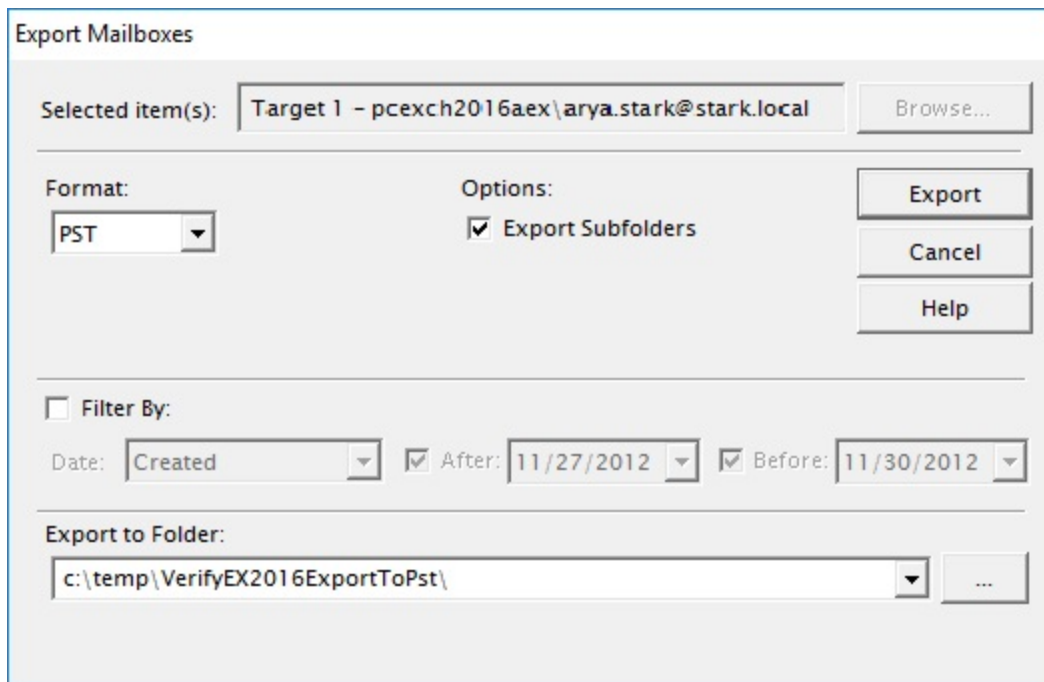 Export Mailboxes
Selected item(s): Target 1 - pcexch2016aex\arya.stark@stark.local Browse...
Format: Options: Export
PST Export Subfolders
Cancel
Help
Filter By:
Date: Created After: 11/27/2012 Before: 11/30/2012
Export to Folder:
c:\temp\VerifyEX2016ExportToPst\ ...